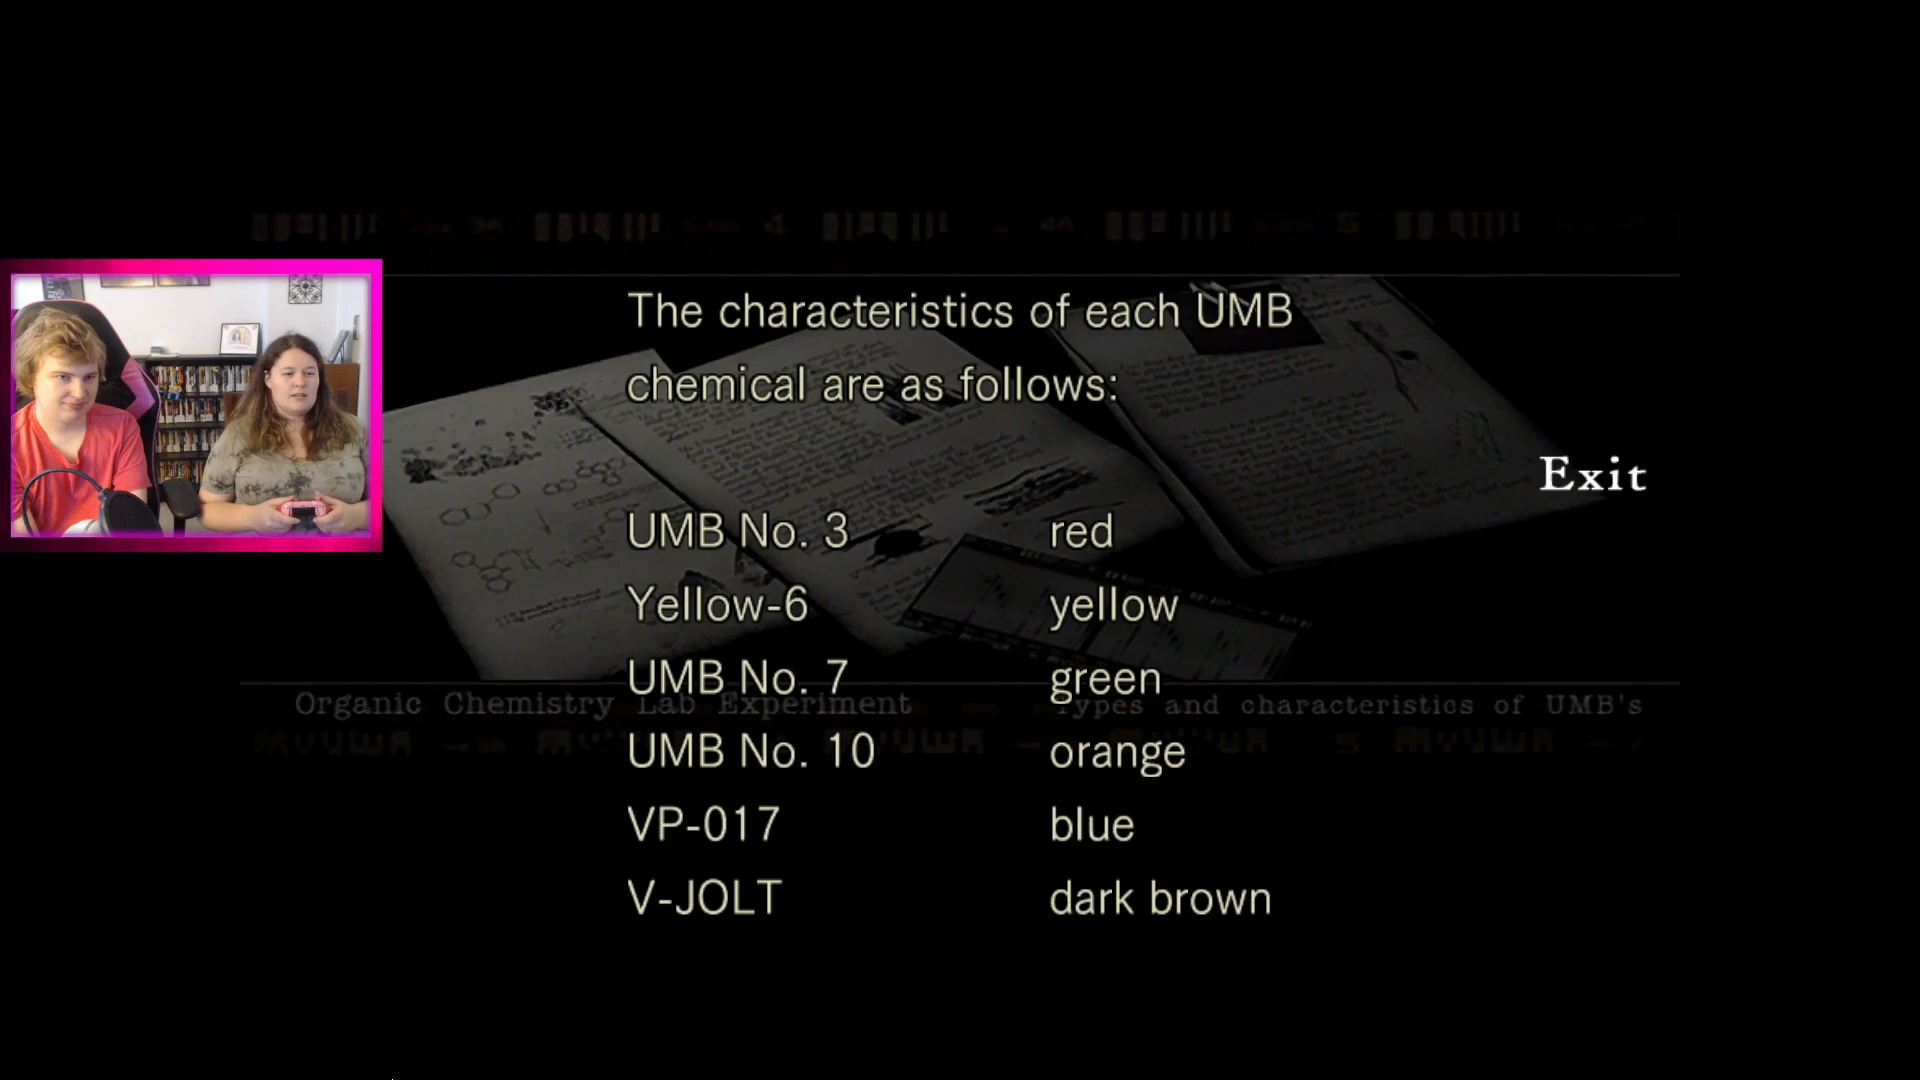 The characteristics of each UMB
chemical are as follows:
Exit
UMB No. 3 red
Yellow-6 yellow
UMB No. 7 green
Organic Chemistry Lab Experiment Types and characteristics of UMB's
UMB No. 10 orange
VP-017 blue
V-JOLT dark brown